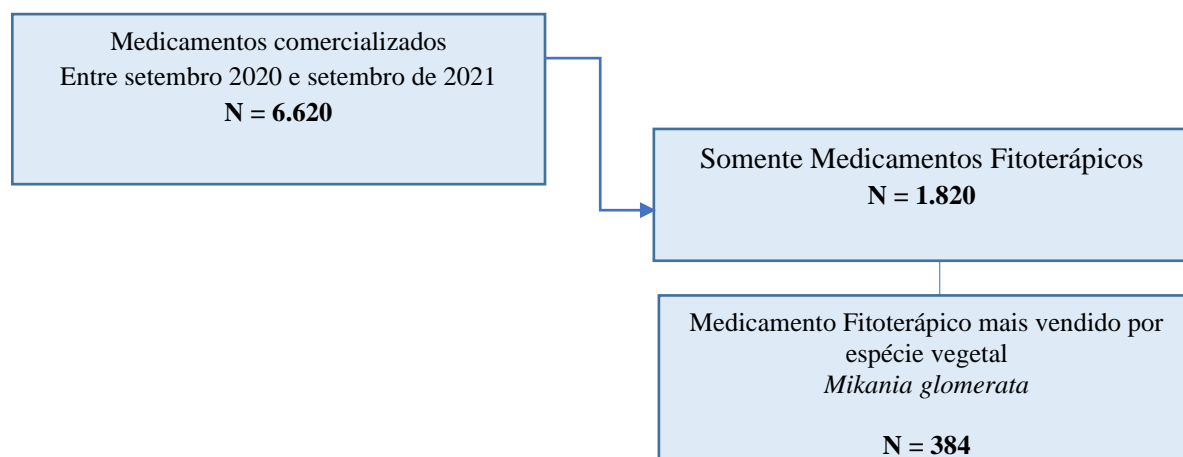 Medicamentos comercializados
Entre setembro 2020 e setembro de 2021
N = 6.620
Somente Medicamentos Fitoterápicos
N = 1.820
Medicamento Fitoterápico mais vendido por
espécie vegetal
Mikania glomerata
N = 384